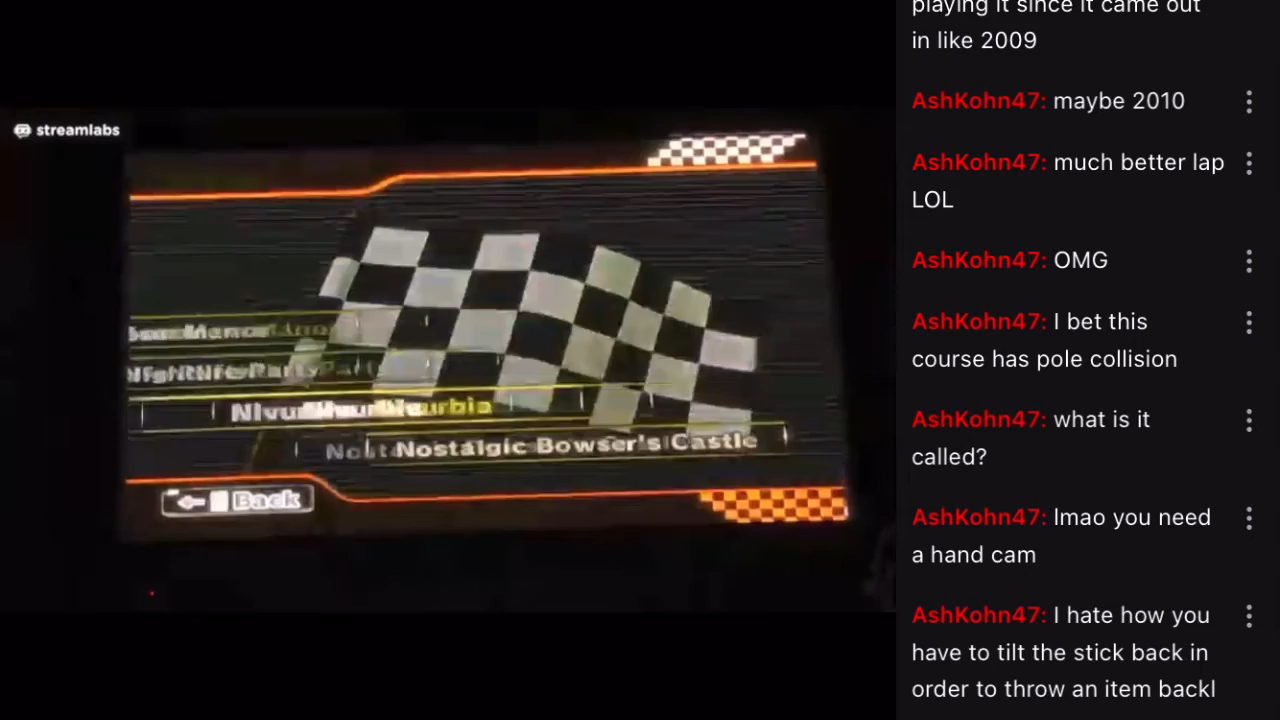 playing it since it came out
in like 2009
AshKohn47: maybe 2010
AshKohn47: much better lap
LOL
AshKohn47: OMG
AshKohn47: I bet this
course has pole collision
AshKohn47: what is it
called?
AshKohn47: lmao you need
a hand cam
AshKohn47: I hate how you
have to tilt the stick back in
order to throw an item backl
streamlabs
Nostalgic Bowser's Castle
Back